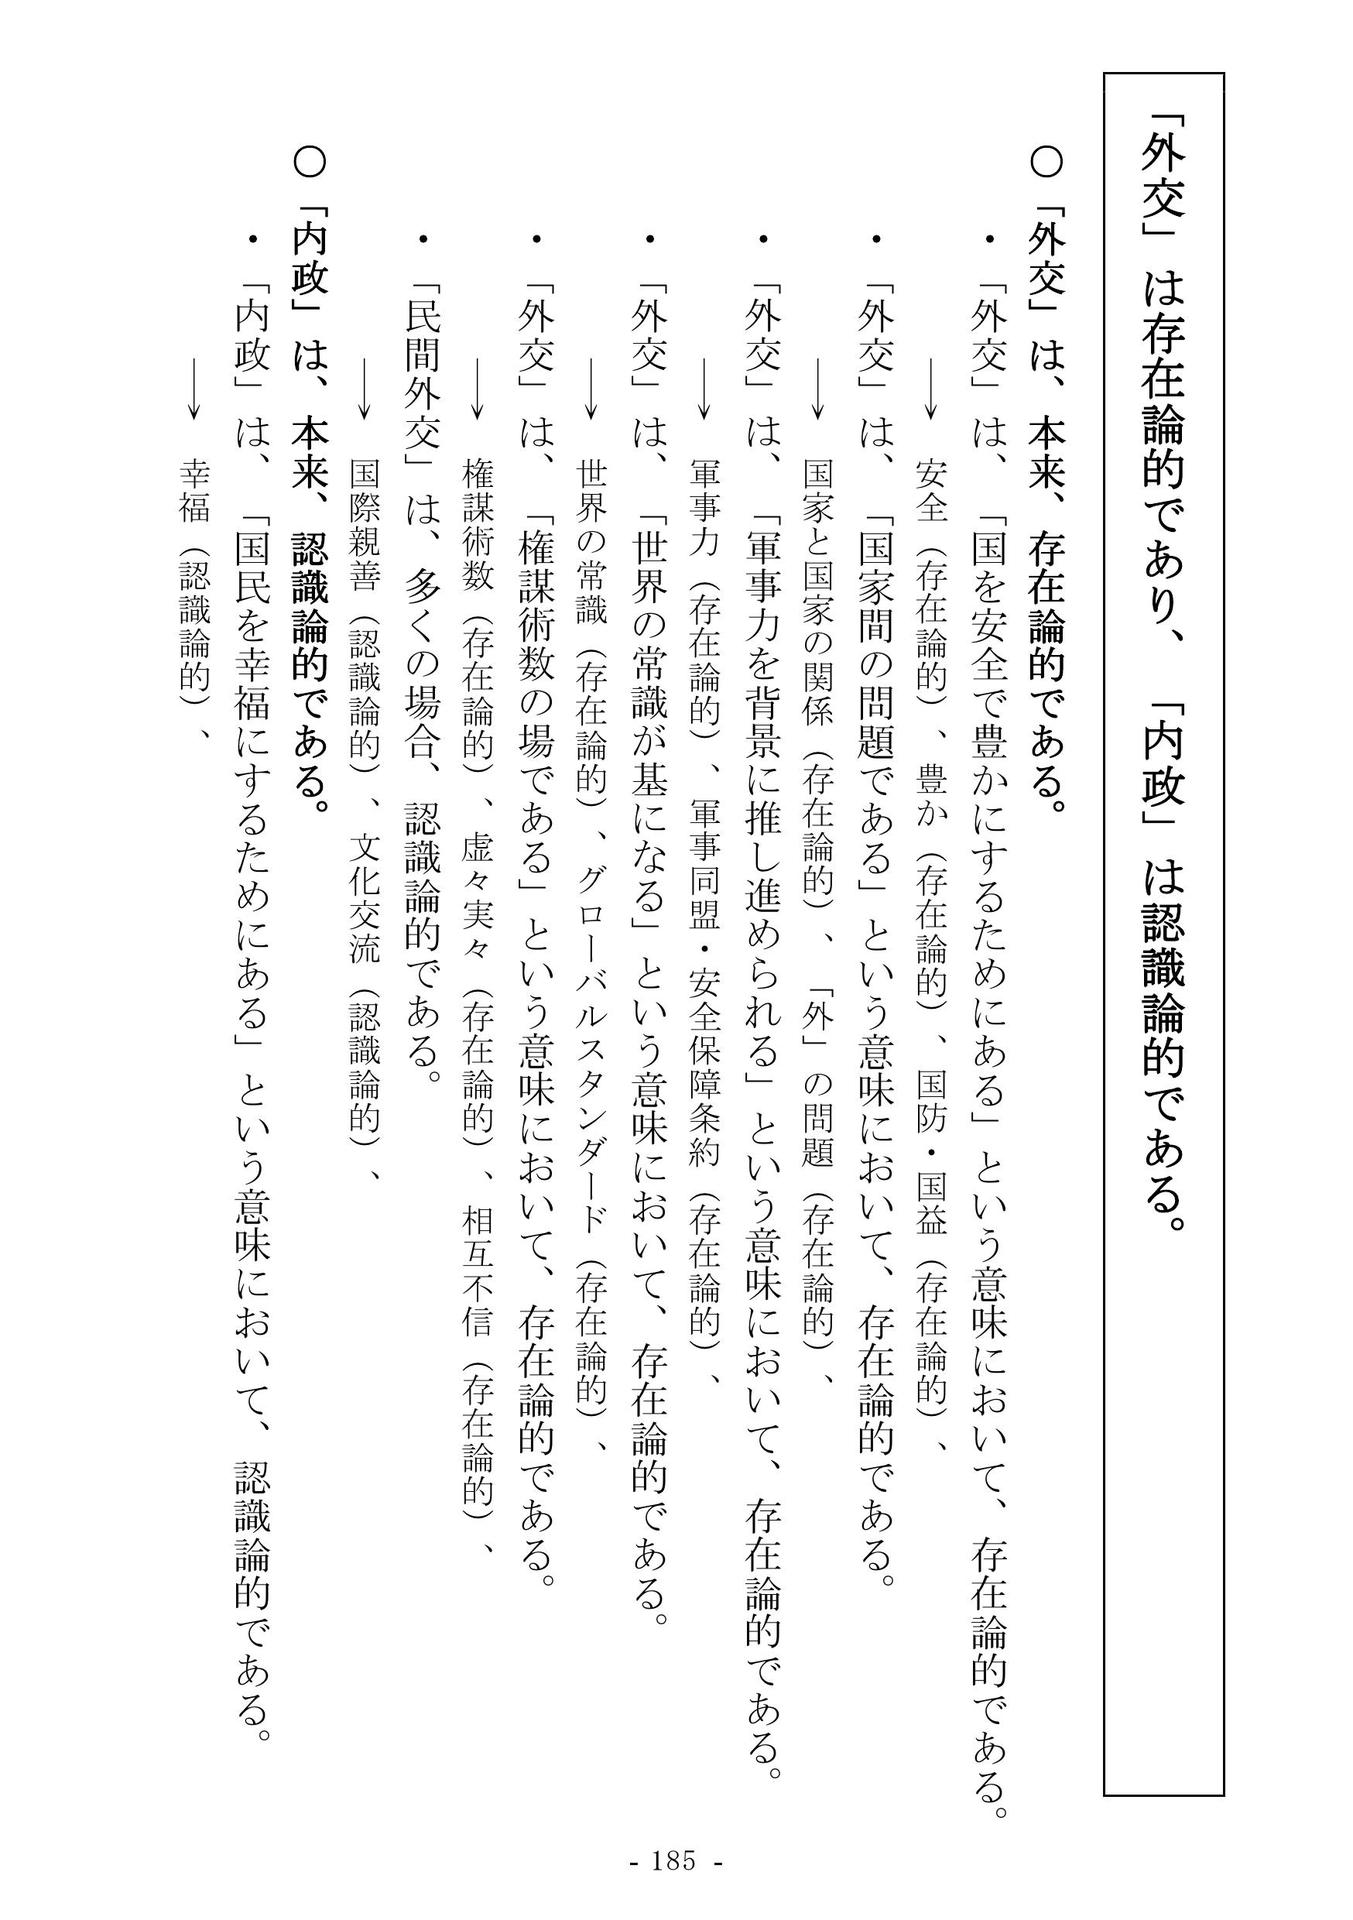 「外交」は存在論的であり、「内政」は認識論的である。
○「外交」は、本来、存在論的である。
・「外交」は、「国を安全で豊かにするためにある」という意味において、存在論的である。
→ 安全（存在論的）、豊か（存在論的）、国防・国益（存在論的）、
・「外交」は、「国家間の問題である」という意味において、存在論的である。
→ 国家と国家の関係（存在論的）、「外」の問題（存在論的）、
・「外交」は、「軍事力を背景に推し進められる」という意味において、存在論的である。
→ 軍事力（存在論的）、軍事同盟・安全保障条約（存在論的）、
・「外交」は、「世界の常識が基になる」という意味において、存在論的である。
→ 世界の常識（存在論的）、グローバルスタンダード（存在論的）、
・「外交」は、「権謀術数の場である」という意味において、存在論的である。
→ 権謀術数（存在論的）、虚々実々（存在論的）、相互不信（存在論的）、
・「民間外交」は、多くの場合、認識論的である。
→ 国際親善（認識論的）、文化交流（認識論的）、
○「内政」は、本来、認識論的である。
・「内政」は、「国民を幸福にするためにある」という意味において、認識論的である。
→ 幸福（認識論的）、
- 185 -